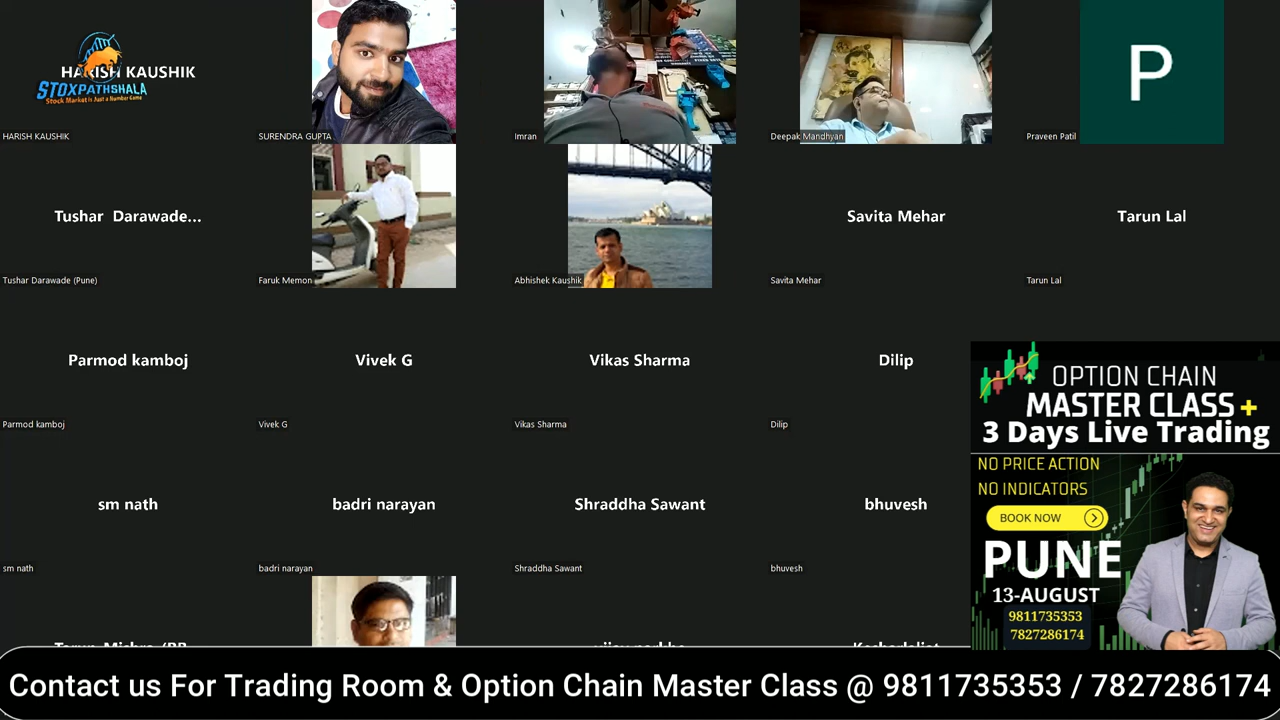 HARISH KAUSHIK
STOXPATHSHALA
Stock Market is Just a Number Game
HARISH KAUSHIK
SURENDRA GUPTA
Imran
Deepak Mandhyan
P
Praveen Patil
Tushar Darawade...
Tushar Darawade (Pune)
Faruk Memon
Abhishek Kaushik
Savita Mehar
Savita Mehar
Tarun Lal
Tarun Lal
Parmod kamboj
Parmod kamboj
Vivek G
Vivek G
Vikas Sharma
Vikas Sharma
Dilip
Dilip
sm nath
sm nath
badri narayan
badri narayan
Shraddha Sawant
Shraddha Sawant
bhuvesh
bhuvesh
OPTION CHAIN
MASTER CLASS +
3 Days Live Trading
NO PRICE ACTION
NO INDICATORS
BOOK NOW
PUNE
13-AUGUST
9811735353
7827286174
Contact us For Trading Room & Option Chain Master Class @ 9811735353 / 7827286174